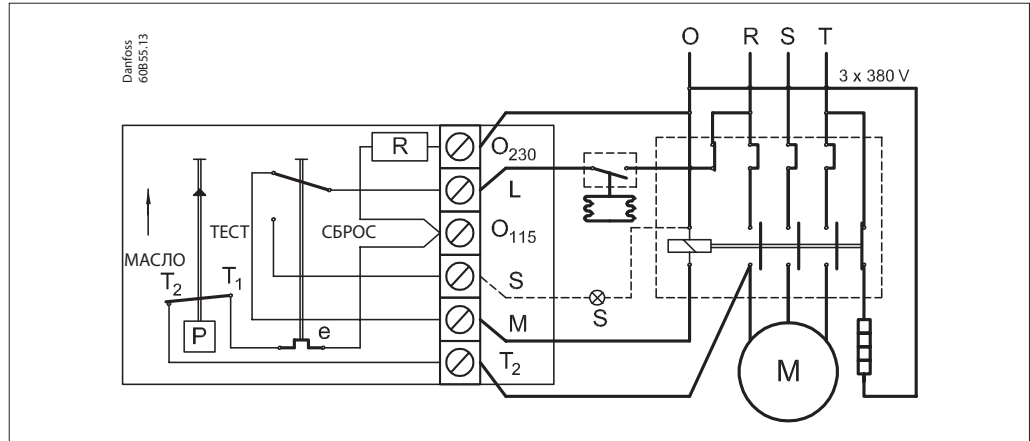 Danfoss
60B55.13
O R S T
3 x 380 V
R
O230
L
ТЕСТ
СБРОС
O115
МАСЛО
T2
T1
S
S
P
e
M
T2
M